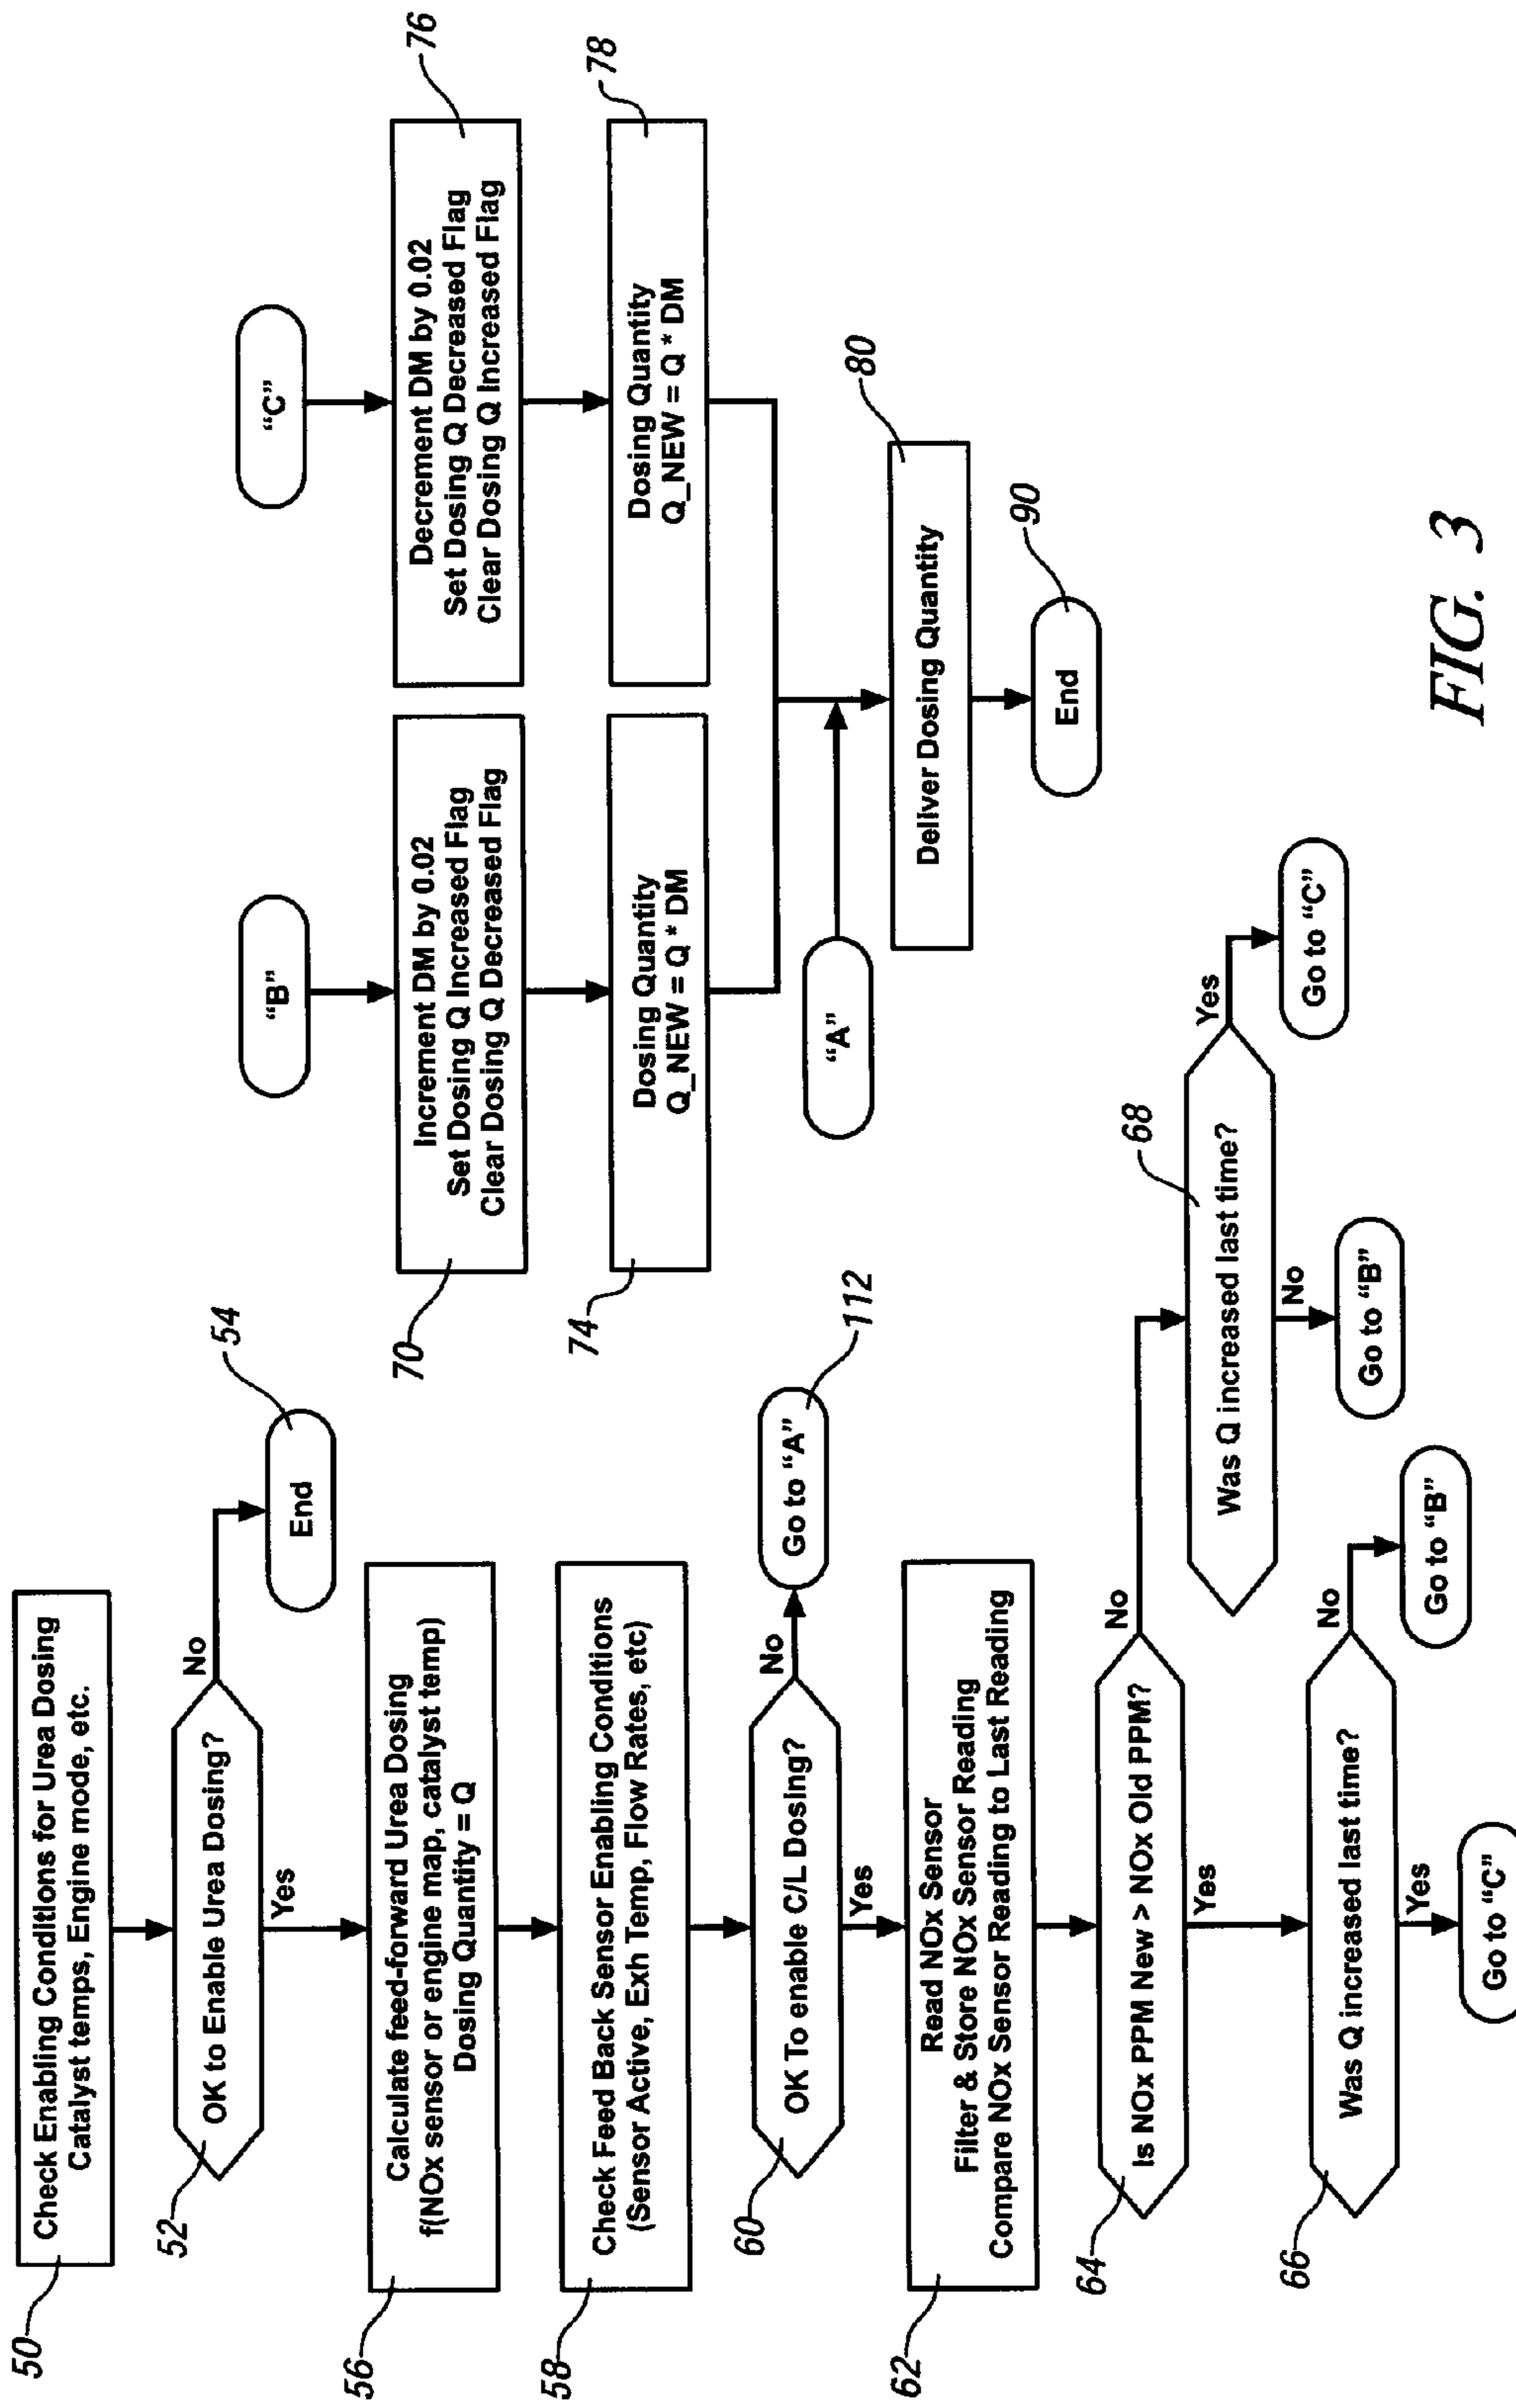 50
Check Enabling Conditions for Urea Dosing
Catalyst temps, Engine mode, etc.
52
OK to Enable Urea Dosing?
No
End
54
Yes
56
Calculate feed-forward Urea Dosing
f(NOx sensor or engine map, catalyst temp)
Dosing Quantity = Q
58
Check Feed Back Sensor Enabling Conditions
(Sensor Active, Exh Temp, Flow Rates, etc)
60
OK To enable C/L Dosing?
No
Go to “A”
112
Yes
62
Read NOx Sensor
Filter & Store NOx Sensor Reading
Compare NOx Sensor Reading to Last Reading
64
Is NOx PPM New > NOx Old PPM?
No
Yes
68
Was Q increased last time?
Yes
Go to “C”
No
Go to “B”
66
Was Q increased last time?
No
Go to “B”
Yes
Go to “C”
“B”
70
Increment DM by 0.02
Set Dosing Q Increased Flag
Clear Dosing Q Decreased Flag
74
Dosing Quantity
Q_NEW = Q * DM
“C”
76
Decrement DM by 0.02
Set Dosing Q Decreased Flag
Clear Dosing Q Increased Flag
78
Dosing Quantity
Q_NEW = Q * DM
“A”
80
Deliver Dosing Quantity
90
End
FIG. 3